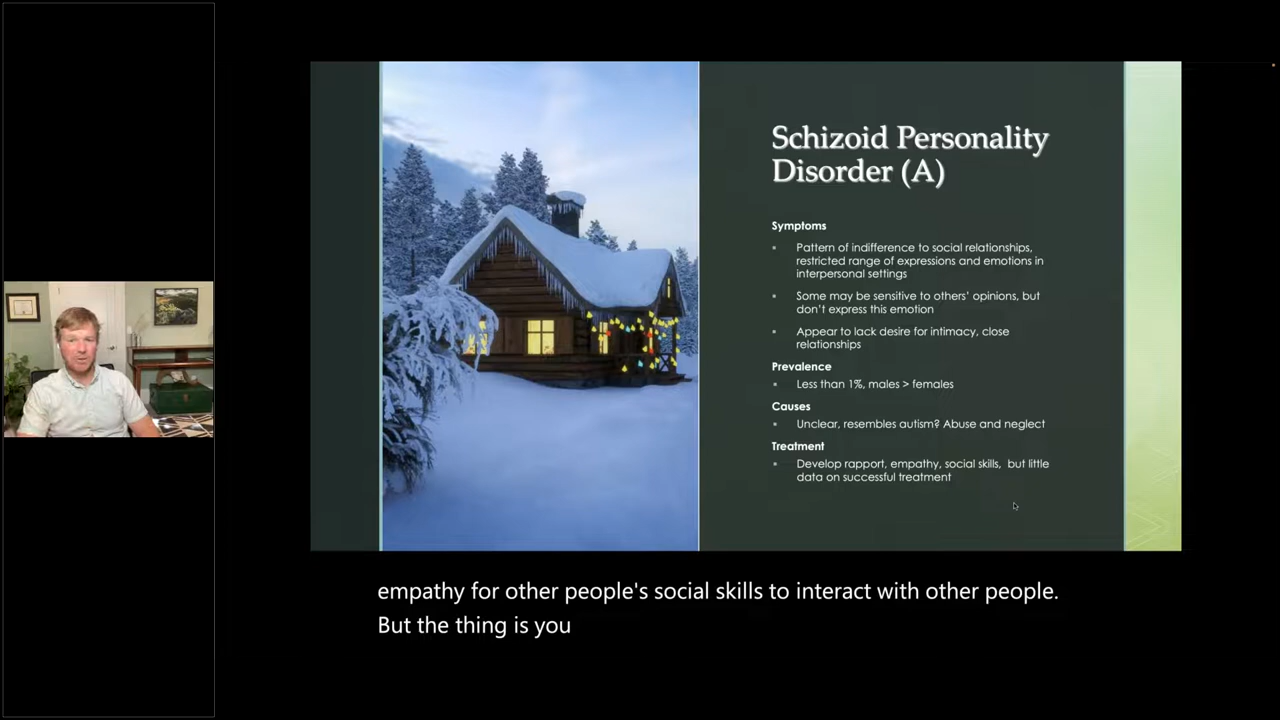 Schizoid Personality
Disorder (A)
Symptoms
Pattern of indifference to social relationships,
restricted range of expressions and emotions in
interpersonal settings
Some may be sensitive to others’ opinions, but
don’t express this emotion
Appear to lack desire for intimacy, close
relationships
Prevalence
Less than 1%, males > females
Causes
Unclear, resembles autism? Abuse and neglect
Treatment
Develop rapport, empathy, social skills, but little
data on successful treatment
empathy for other people's social skills to interact with other people.
But the thing is you